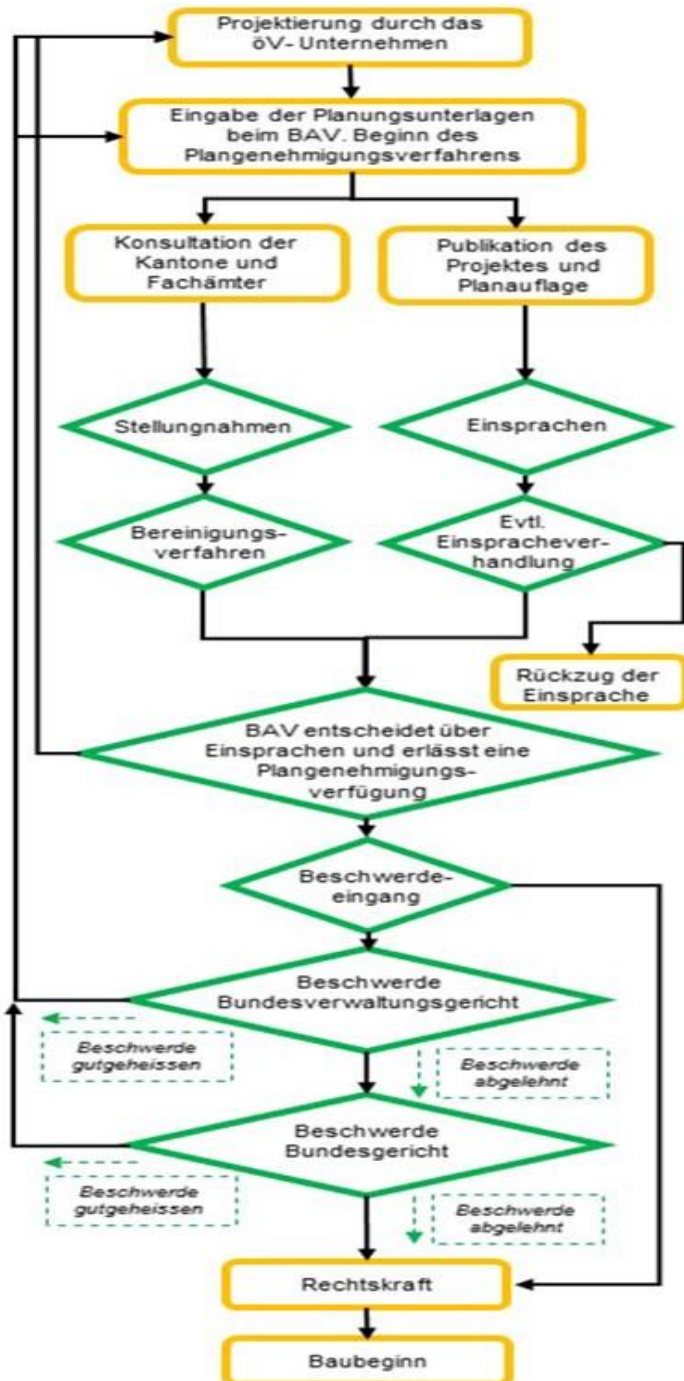 Projektierung durch das
öV- Unternehmen
Eingabe der Planungsunterlagen
beim BAV. Beginn des
Plangenehmigungsverfahrens
Konsultation der
Kantone und
Fachämter
Publikation des
Projektes und
Planauflage
Stellungnahmen
Einsprachen
Bereinigungs-
verfahren
Evtl.
Einsprachever-
handlung
Rückzug der
Einsprache
BAV entscheidet über
Einsprachen und erlässt eine
Plangenehmigungs-
verfügung
Beschwerde-
eingang
Beschwerde
Bundesverwaltungsgericht
Beschwerde
gutgeheissen
Beschwerde
abgelehnt
Beschwerde
Bundesgericht
Beschwerde
gutgeheissen
Beschwerde
abgelehnt
Rechtskraft
Baubeginn